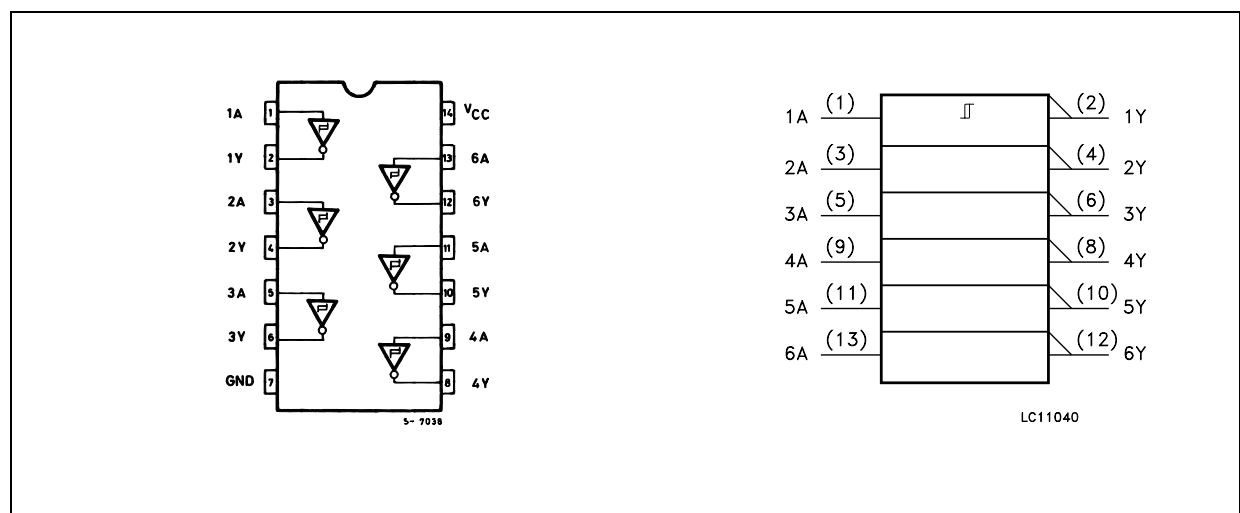 1A 1 14 VCC
1Y 2 13 6A
2A 3 12 6Y
2Y 4 11 5A
3A 5 10 5Y
3Y 6 9 4A
GND 7 8 4Y
S- 7038
1A (1) (2) 1Y
2A (3) (4) 2Y
3A (5) (6) 3Y
4A (9) (8) 4Y
5A (11) (10) 5Y
6A (13) (12) 6Y
LC11040